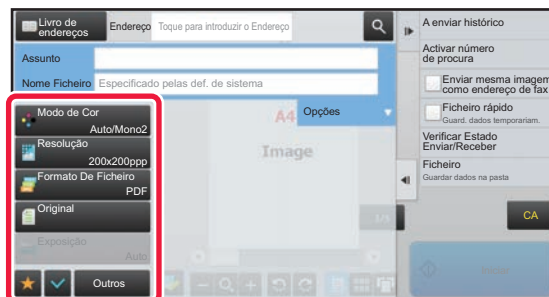 Livro de
endereços
Endereço
Toque para introduzir o Endereço
Assunto
Nome Ficheiro
Especificado pelas def. de sistema
Opções
Modo de Cor
Auto/Mono2
Resolução
200x200ppp
Formato De Ficheiro
PDF
Original
Exposição
Auto
Outros
A4
Image
1/5
A enviar histórico
Activar número
de procura
Enviar mesma imagem
como endereço de fax
Ficheiro rápido
Guard. dados temporariam.
Verificar Estado
Enviar/Receber
Ficheiro
Guardar dados na pasta
CA